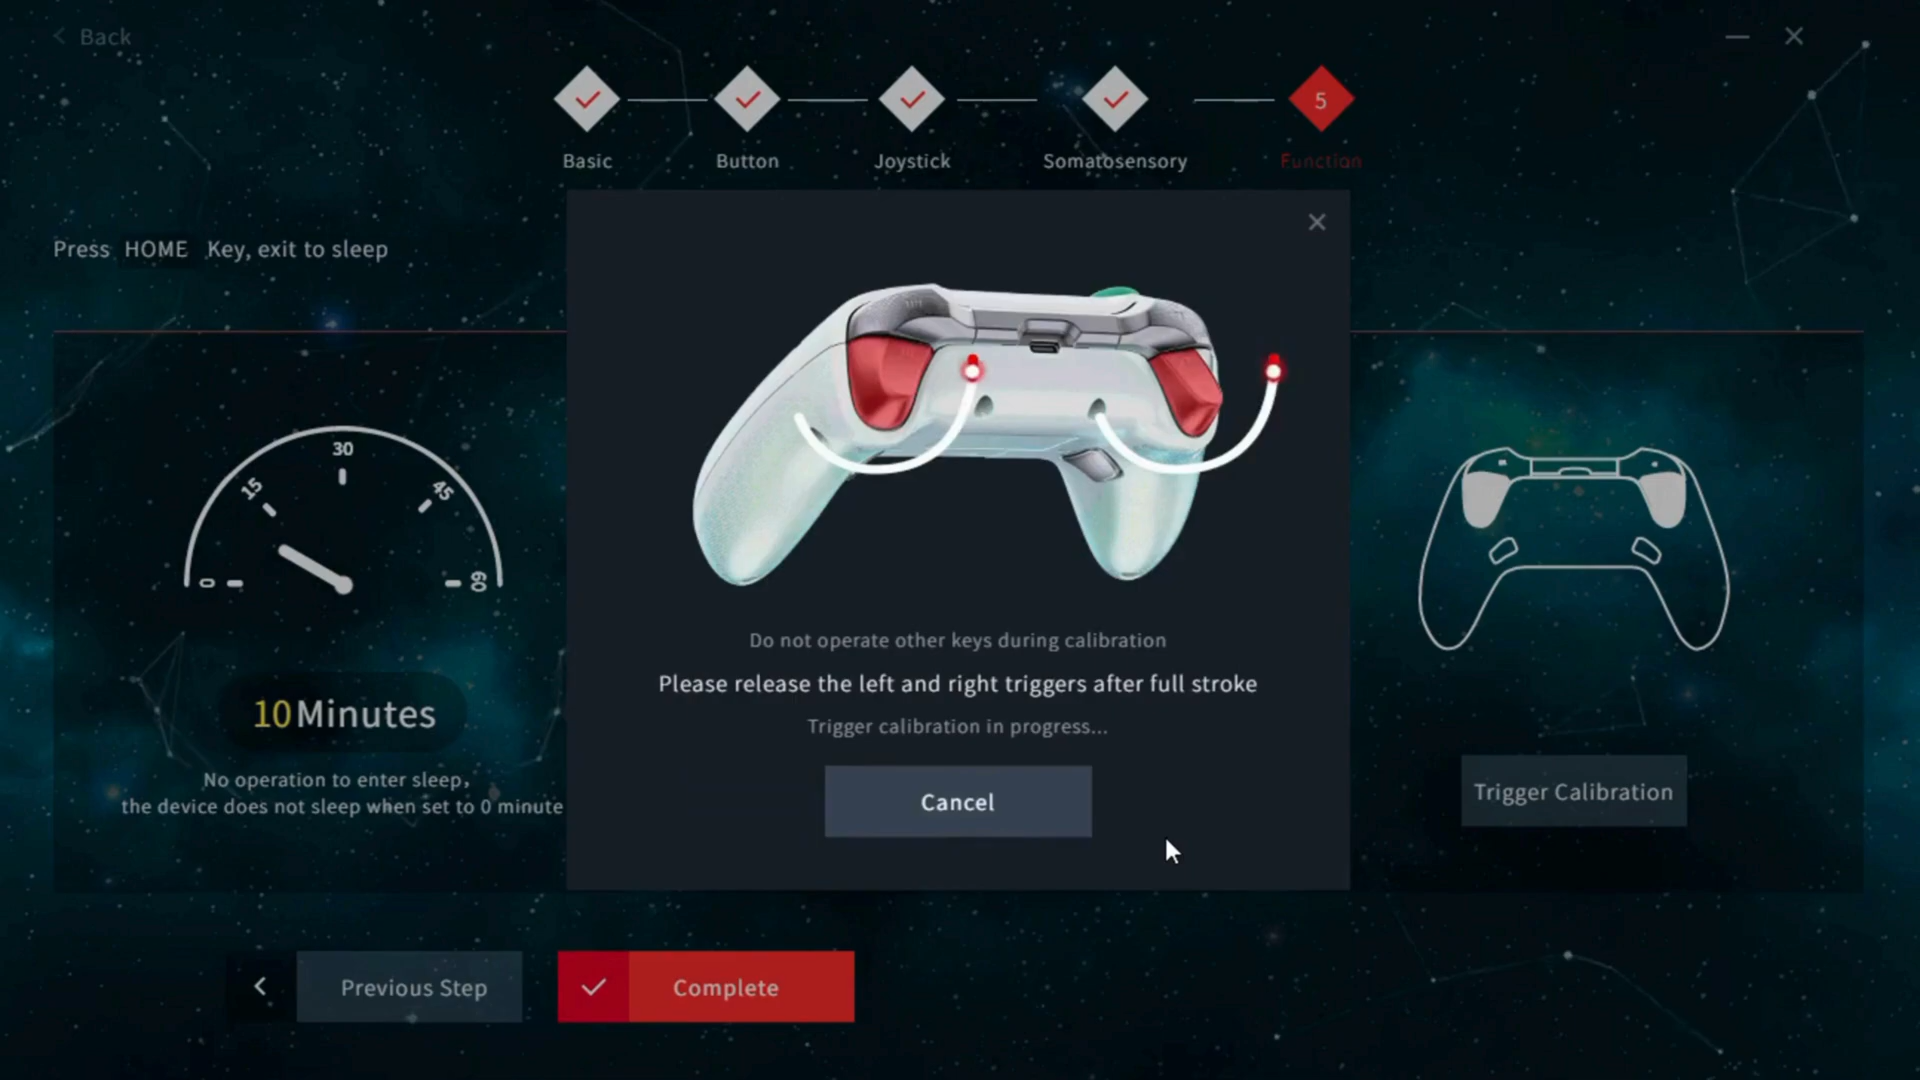 Back
5
Basic
Button
Joystick
Somatosensory
Function
Press HOME Key, exit to sleep
0
15
30
45
60
10Minutes
No operation to enter sleep,
the device does not sleep when set to 0 minute
Do not operate other keys during calibration
Please release the left and right triggers after full stroke
Trigger calibration in progress...
Cancel
Trigger Calibration
Previous Step
Complete